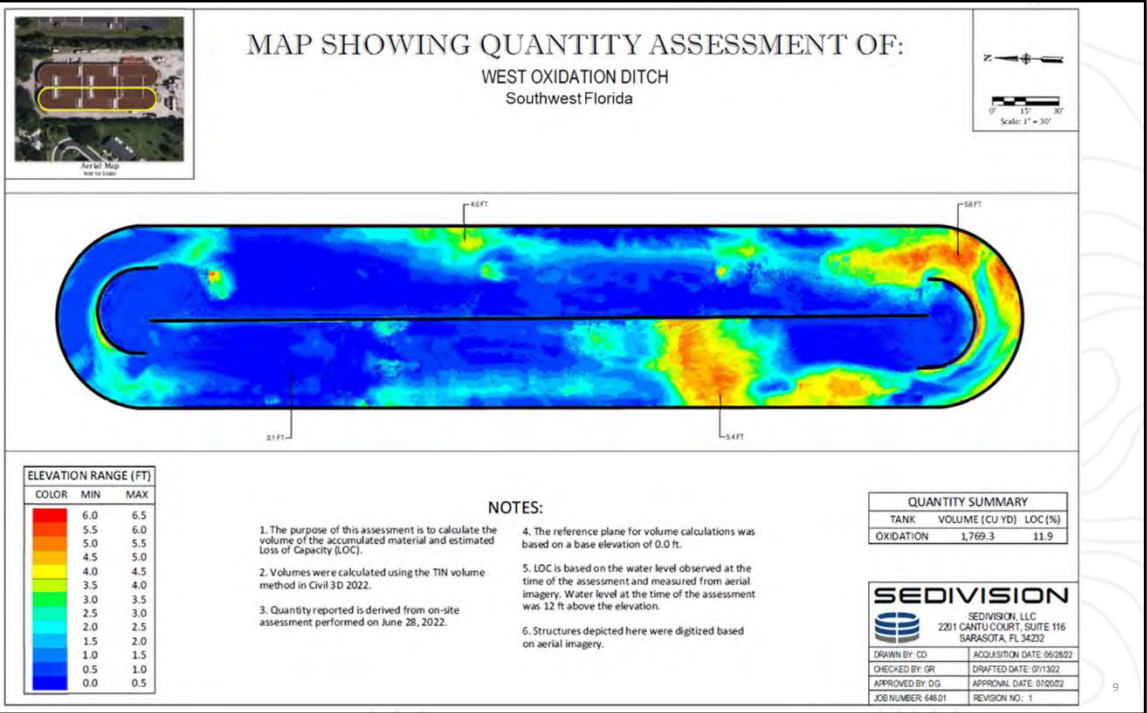 MAP SHOWING QUANTITY ASSESSMENT OF:
WEST OXIDATION DITCH
Southwest Florida
Aerial Map
Not to Scale
N
0' 15' 30'
Scale: 1" = 30'
4.0 FT
5.6 FT
0.1 FT
5.4 FT
ELEVATION RANGE (FT)
COLOR MIN MAX
6.0 6.5
5.5 6.0
5.0 5.5
4.5 5.0
4.0 4.5
3.5 4.0
3.0 3.5
2.5 3.0
2.0 2.5
1.5 2.0
1.0 1.5
0.5 1.0
0.0 0.5
NOTES:
1. The purpose of this assessment is to calculate the
volume of the accumulated material and estimated
Loss of Capacity (LOC).
2. Volumes were calculated using the TIN volume
method in Civil 3D 2022.
3. Quantity reported is derived from on-site
assessment performed on June 28, 2022.
4. The reference plane for volume calculations was
based on a base elevation of 0.0 ft.
5. LOC is based on the water level observed at the
time of the assessment and measured from aerial
imagery. Water level at the time of the assessment
was 12 ft above the elevation.
6. Structures depicted here were digitized based
on aerial imagery.
QUANTITY SUMMARY
TANK VOLUME (CU YD) LOC (%)
OXIDATION 1,769.3 11.9
SEDIVISION
SEDIVISION, LLC
2201 CANTU COURT, SUITE 116
SARASOTA, FL 34232
DRAWN BY: CD ACQUISITION DATE: 06/28/22
CHECKED BY: GR DRAFTED DATE: 07/13/22
APPROVED BY: DG APPROVAL DATE: 07/20/22
JOB NUMBER: 646.01 REVISION NO.: 1
9